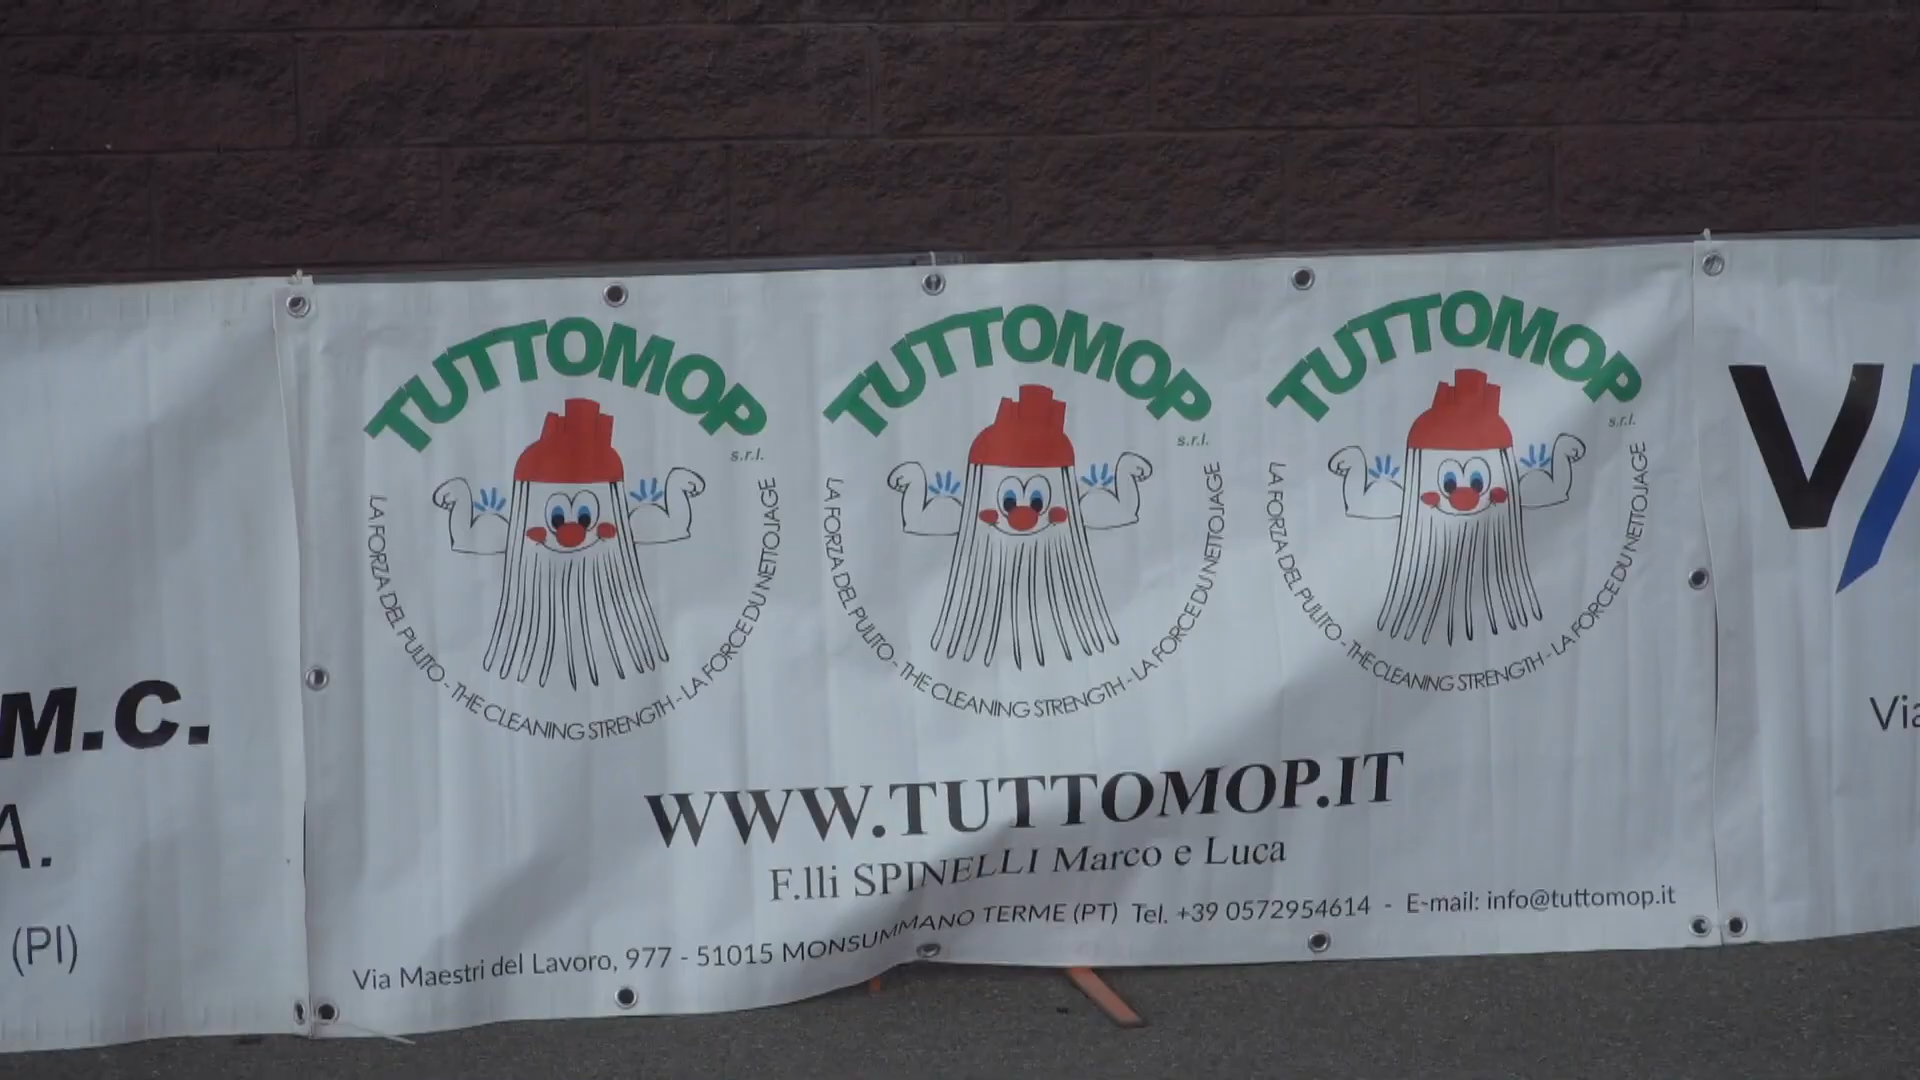 M.C.
A.
(PI)
TUTTOMOP
s.r.l.
LA FORZA DEL PULITO - THE CLEANING STRENGTH - LA FORCE DU NETTOJAGE
TUTTOMOP
s.r.l.
LA FORZA DEL PULITO - THE CLEANING STRENGTH - LA FORCE DU NETTOJAGE
TUTTOMOP
s.r.l.
LA FORZA DEL PULITO - THE CLEANING STRENGTH - LA FORCE DU NETTOJAGE
WWW.TUTTOMOP.IT
F.lli SPINELLI Marco e Luca
Via Maestri del Lavoro, 977 - 51015 MONSUMMANO TERME (PT) Tel. +39 0572954614 - E-mail: info@tuttomop.it
V
Via